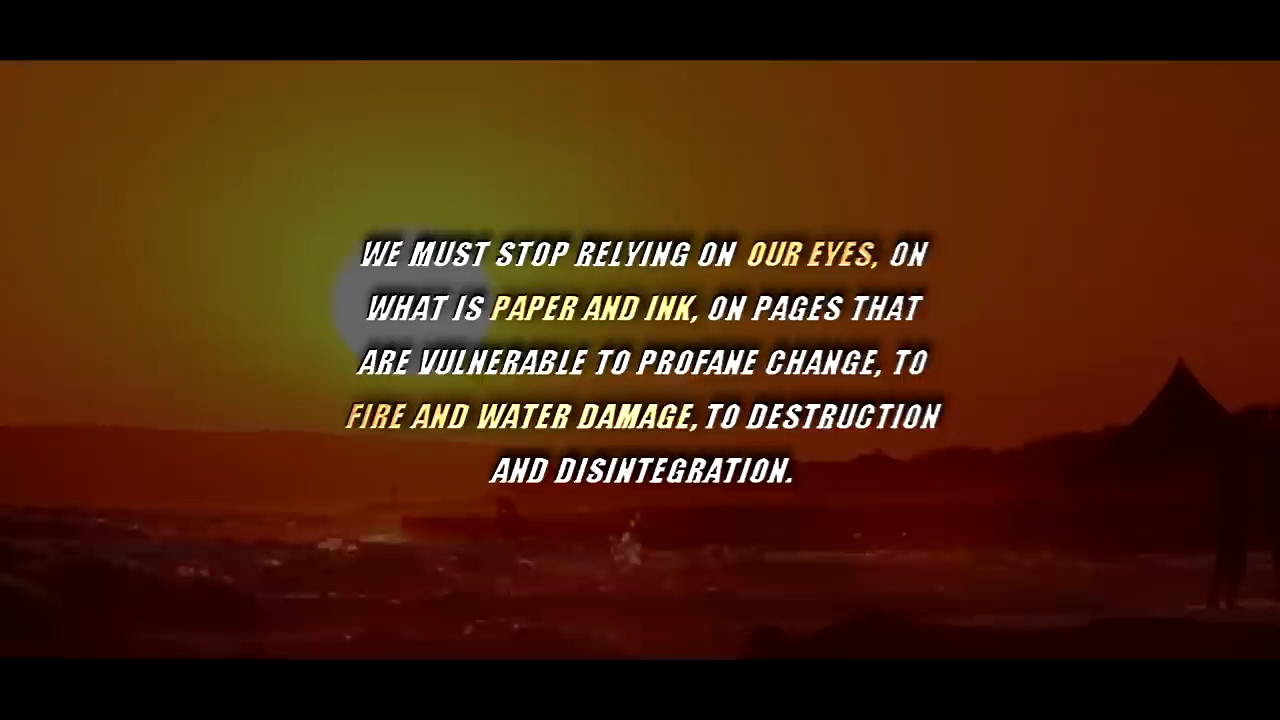 WE MUST STOP RELYING ON OUR EYES, ON
WHAT IS PAPER AND INK, ON PAGES THAT
ARE VULNERABLE TO PROFANE CHANGE, TO
FIRE AND WATER DAMAGE, TO DESTRUCTION
AND DISINTEGRATION.